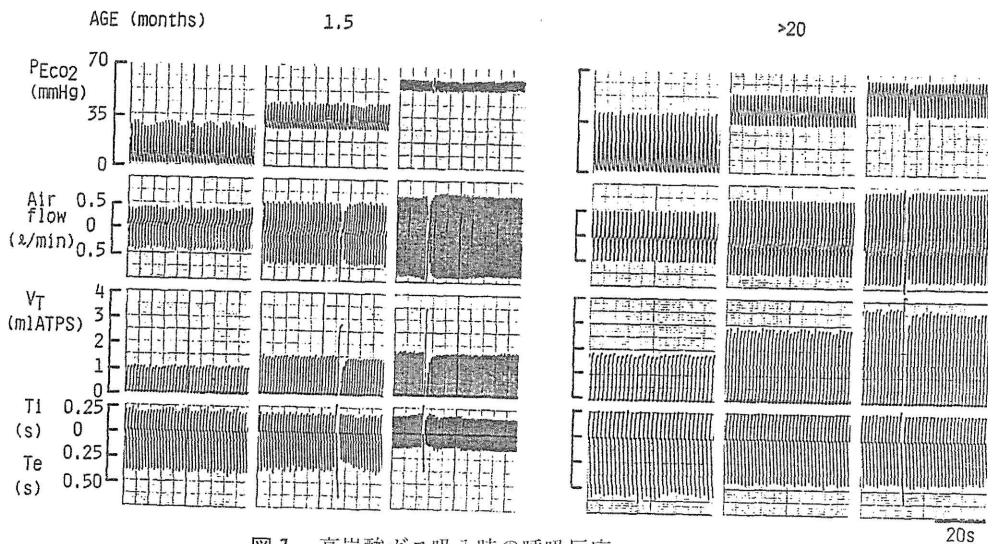 AGE (months) 1.5 >20
PEco2 70
(mmHg)
35
0
Air 0.5
flow 0
(ℓ/min) 0.5
VT 4
(mlATPS) 3
2
1
0
TI 0.25
(s) 0
Te 0.25
(s) 0.50
20s
図 高炭酸ガス吸入時の呼吸反応